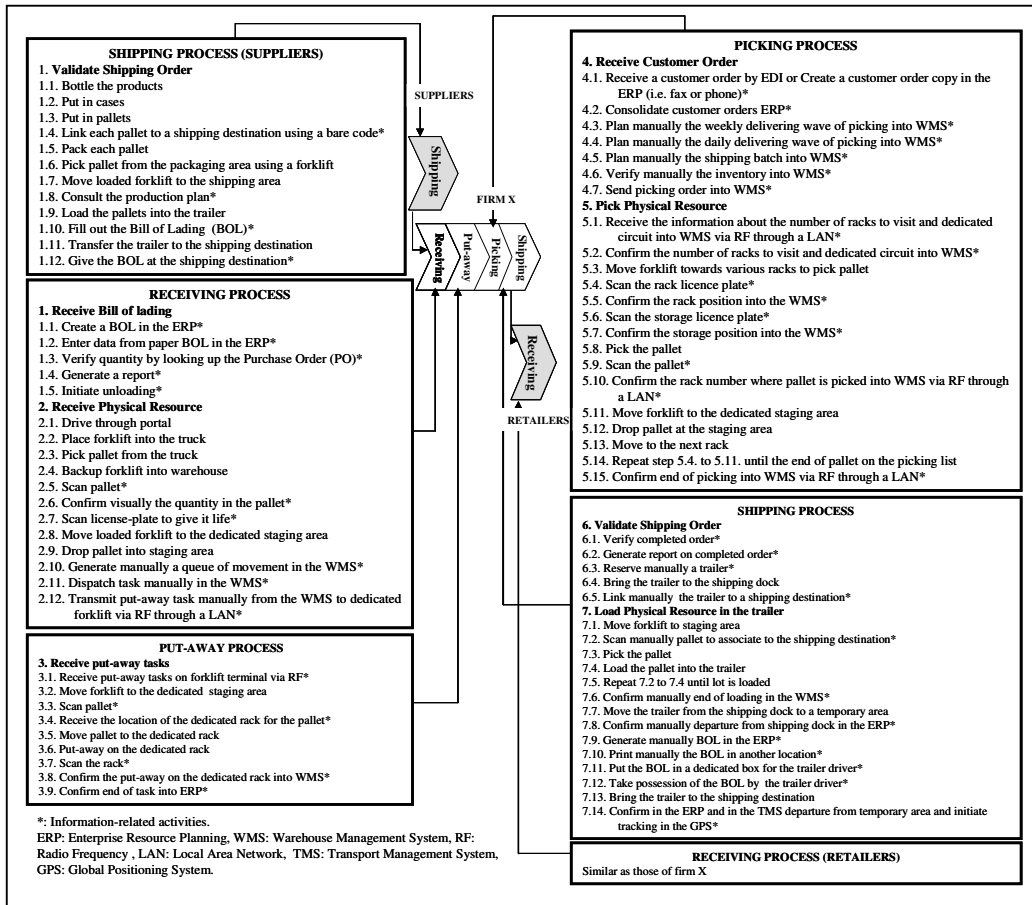 SHIPPING PROCESS (SUPPLIERS)
1. Validate Shipping Order
1.1. Bottle the products
1.2. Put in cases
1.3. Put in pallets
1.4. Link each pallet to a shipping destination using a bare code*
1.5. Pack each pallet
1.6. Pick pallet from the packaging area using a forklift
1.7. Move loaded forklift to the shipping area
1.8. Consult the production plan*
1.9. Load the pallets into the trailer
1.10. Fill out the Bill of Lading (BOL)*
1.11. Transfer the trailer to the shipping destination
1.12. Give the BOL at the shipping destination*
RECEIVING PROCESS
1. Receive Bill of lading
1.1. Create a BOL in the ERP*
1.2. Enter data from paper BOL in the ERP*
1.3. Verify quantity by looking up the Purchase Order (PO)*
1.4. Generate a report*
1.5. Initiate unloading*
2. Receive Physical Resource
2.1. Drive through portal
2.2. Place forklift into the truck
2.3. Pick pallet from the truck
2.4. Backup forklift into warehouse
2.5. Scan pallet*
2.6. Confirm visually the quantity in the pallet*
2.7. Scan license-plate to give it life*
2.8. Move loaded forklift to the dedicated staging area
2.9. Drop pallet into staging area
2.10. Generate manually a queue of movement in the WMS*
2.11. Dispatch task manually in the WMS*
2.12. Transmit put-away task manually from the WMS to dedicated
forklift via RF through a LAN*
PUT-AWAY PROCESS
3. Receive put-away tasks
3.1. Receive put-away tasks on forklift terminal via RF*
3.2. Move forklift to the dedicated staging area
3.3. Scan pallet*
3.4. Receive the location of the dedicated rack for the pallet*
3.5. Move pallet to the dedicated rack
3.6. Put-away on the dedicated rack
3.7. Scan the rack*
3.8. Confirm the put-away on the dedicated rack into WMS*
3.9. Confirm end of task into ERP*
*: Information-related activities.
ERP: Enterprise Resource Planning, WMS: Warehouse Management System, RF:
Radio Frequency , LAN: Local Area Network, TMS: Transport Management System,
GPS: Global Positioning System.
SUPPLIERS
Shipping
FIRM X
Receiving
Put-away
Picking
Shipping
Receiving
RETAILERS
PICKING PROCESS
4. Receive Customer Order
4.1. Receive a customer order by EDI or Create a customer order copy in the
ERP (i.e. fax or phone)*
4.2. Consolidate customer orders ERP*
4.3. Plan manually the weekly delivering wave of picking into WMS*
4.4. Plan manually the daily delivering wave of picking into WMS*
4.5. Plan manually the shipping batch into WMS*
4.6. Verify manually the inventory into WMS*
4.7. Send picking order into WMS*
5. Pick Physical Resource
5.1. Receive the information about the number of racks to visit and dedicated
circuit into WMS via RF through a LAN*
5.2. Confirm the number of racks to visit and dedicated circuit into WMS*
5.3. Move forklift towards various racks to pick pallet
5.4. Scan the rack licence plate*
5.5. Confirm the rack position into the WMS*
5.6. Scan the storage licence plate*
5.7. Confirm the storage position into the WMS*
5.8. Pick the pallet
5.9. Scan the pallet*
5.10. Confirm the rack number where pallet is picked into WMS via RF through
a LAN*
5.11. Move forklift to the dedicated staging area
5.12. Drop pallet at the staging area
5.13. Move to the next rack
5.14. Repeat step 5.4. to 5.11. until the end of pallet on the picking list
5.15. Confirm end of picking into WMS via RF through a LAN*
SHIPPING PROCESS
6. Validate Shipping Order
6.1. Verify completed order*
6.2. Generate report on completed order*
6.3. Reserve manually a trailer*
6.4. Bring the trailer to the shipping dock
6.5. Link manually the trailer to a shipping destination*
7. Load Physical Resource in the trailer
7.1. Move forklift to staging area
7.2. Scan manually pallet to associate to the shipping destination*
7.3. Pick the pallet
7.4. Load the pallet into the trailer
7.5. Repeat 7.2 to 7.4 until lot is loaded
7.6. Confirm manually end of loading in the WMS*
7.7. Move the trailer from the shipping dock to a temporary area
7.8. Confirm manually departure from shipping dock in the ERP*
7.9. Generate manually BOL in the ERP*
7.10. Print manually the BOL in another location*
7.11. Put the BOL in a dedicated box for the trailer driver*
7.12. Take possession of the BOL by the trailer driver*
7.13. Bring the trailer to the shipping destination
7.14. Confirm in the ERP and in the TMS departure from temporary area and initiate
tracking in the GPS*
RECEIVING PROCESS (RETAILERS)
Similar as those of firm X